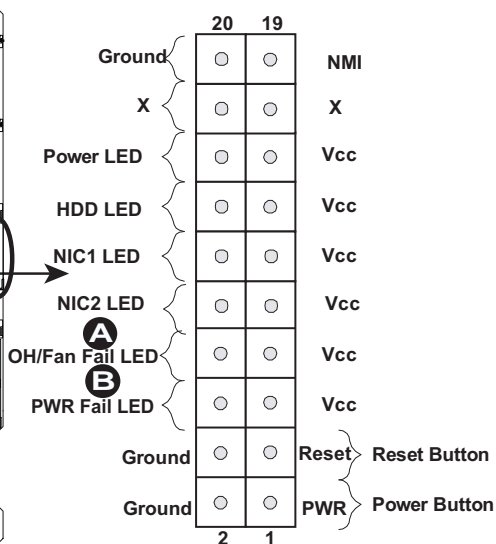 20 19
Ground NMI
X X
Power LED Vcc
HDD LED Vcc
NIC1 LED Vcc
NIC2 LED Vcc
A
OH/Fan Fail LED Vcc
B
PWR Fail LED Vcc
Ground Reset Reset Button
Ground PWR Power Button
2 1